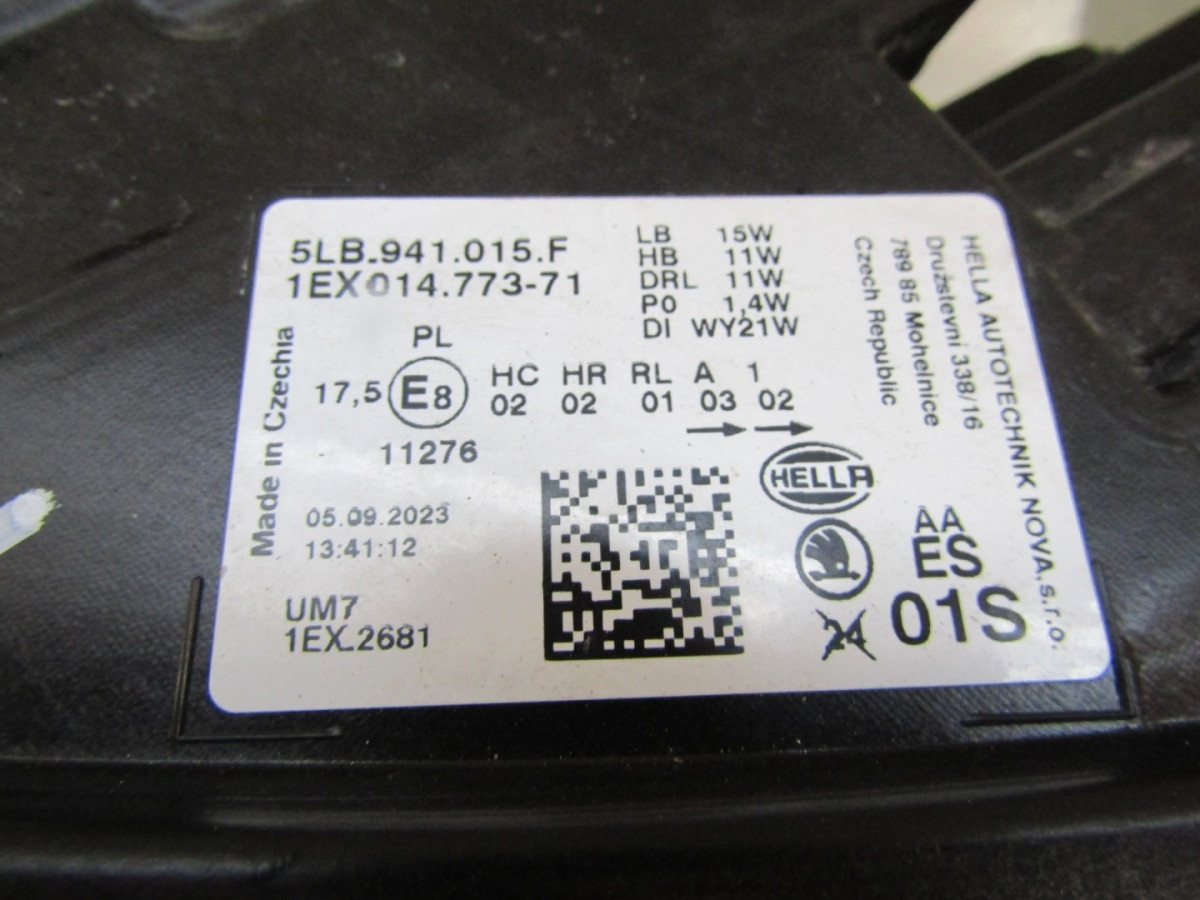 5LB.941.015.F
1EX 014.773-71
LB 15W
HB 11W
DRL 11W
P0 1,4W
DI WY21W
HELLA AUTOTECHNIK NOVA,s.r.o.
Družstevní 338/16
789 85 Mohelnice
Czech Republic
Made in Czechia
PL
17,5 E8
HC HR RL A 1
02 02 01 03 02
11276
HELLA
05.09.2023
13:41:12
AA
ES
01S
UM7
1EX.2681